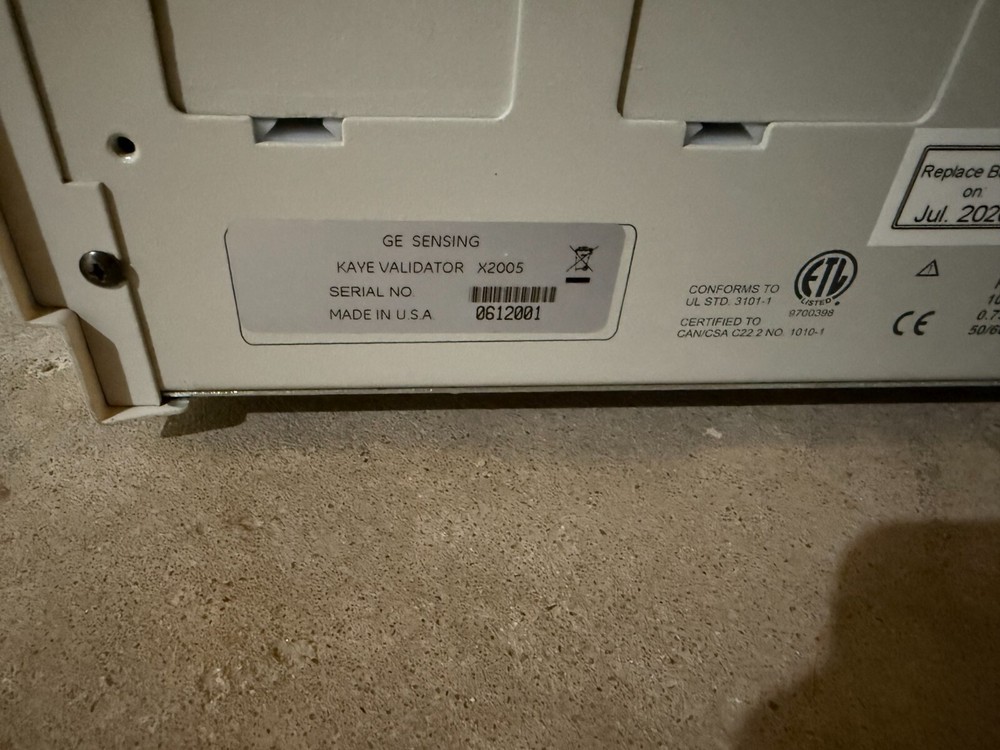 GE SENSING
KAYE VALIDATOR X2005
SERIAL NO.
MADE IN U.S.A. 0612001
CONFORMS TO
UL STD. 3101-1
CERTIFIED TO
CAN/CSA C22.2 NO. 1010-1
ETL
LISTED
9700398
CE
Replace
on:
Jul.